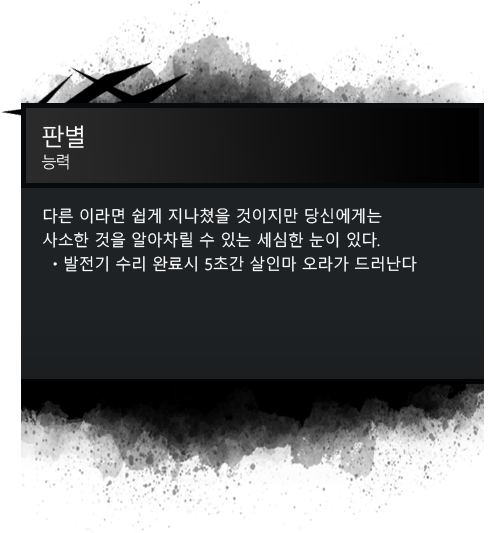 판별
능력
다른 이라면 쉽게 지나쳤을 것이지만 당신에게는
사소한 것을 알아차릴 수 있는 세심한 눈이 있다.
• 발전기 수리 완료시 5초간 살인마 오라가 드러난다